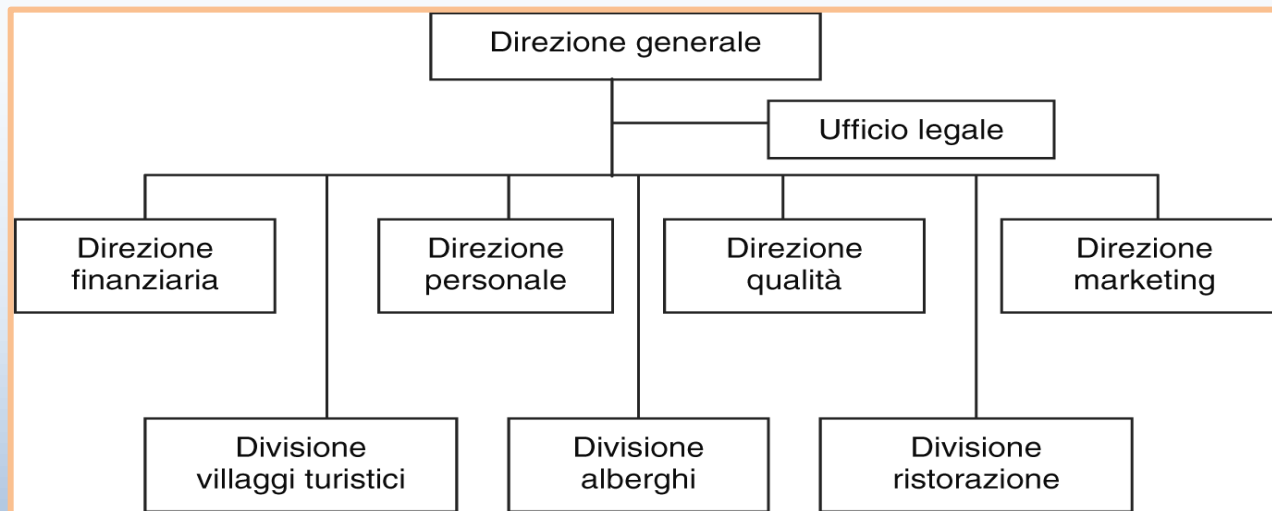 Direzione generale
Ufficio legale
Direzione
finanziaria
Direzione
personale
Direzione
qualità
Direzione
marketing
Divisione
villaggi turistici
Divisione
alberghi
Divisione
ristorazione